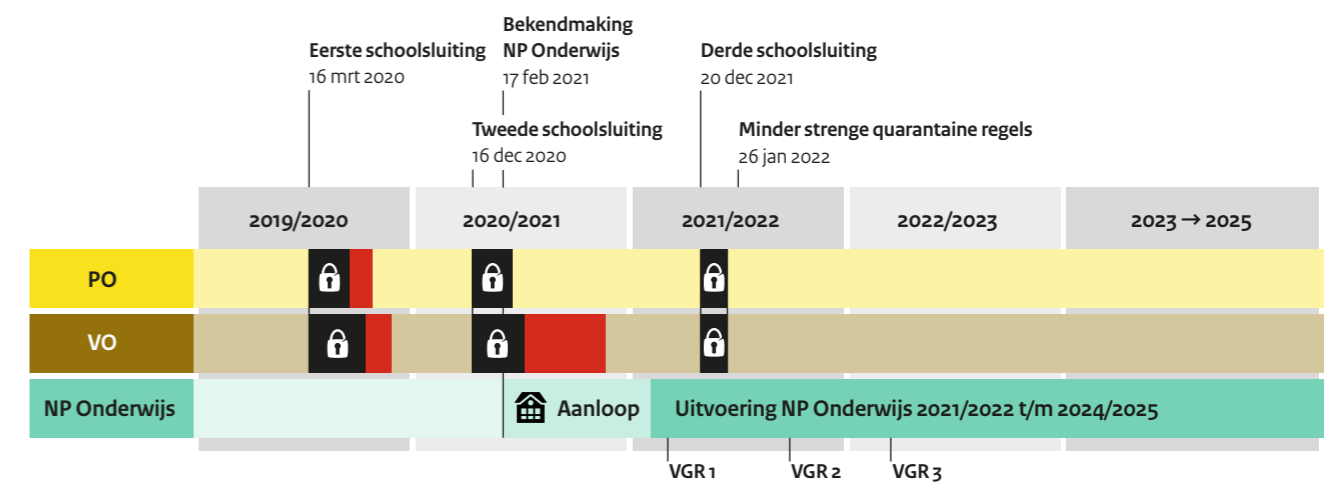 Bekendmaking
NP Onderwijs
17 feb 2021
Eerste schoolsluiting
16 mrt 2020
Derde schoolsluiting
20 dec 2021
Tweede schoolsluiting
16 dec 2020
Minder strenge quarantaine regels
26 jan 2022
2019/2020
2020/2021
2021/2022
2022/2023
2023 → 2025
PO
VO
NP Onderwijs
Aanloop
Uitvoering NP Onderwijs 2021/2022 t/m 2024/2025
VGR 1
VGR 2
VGR 3